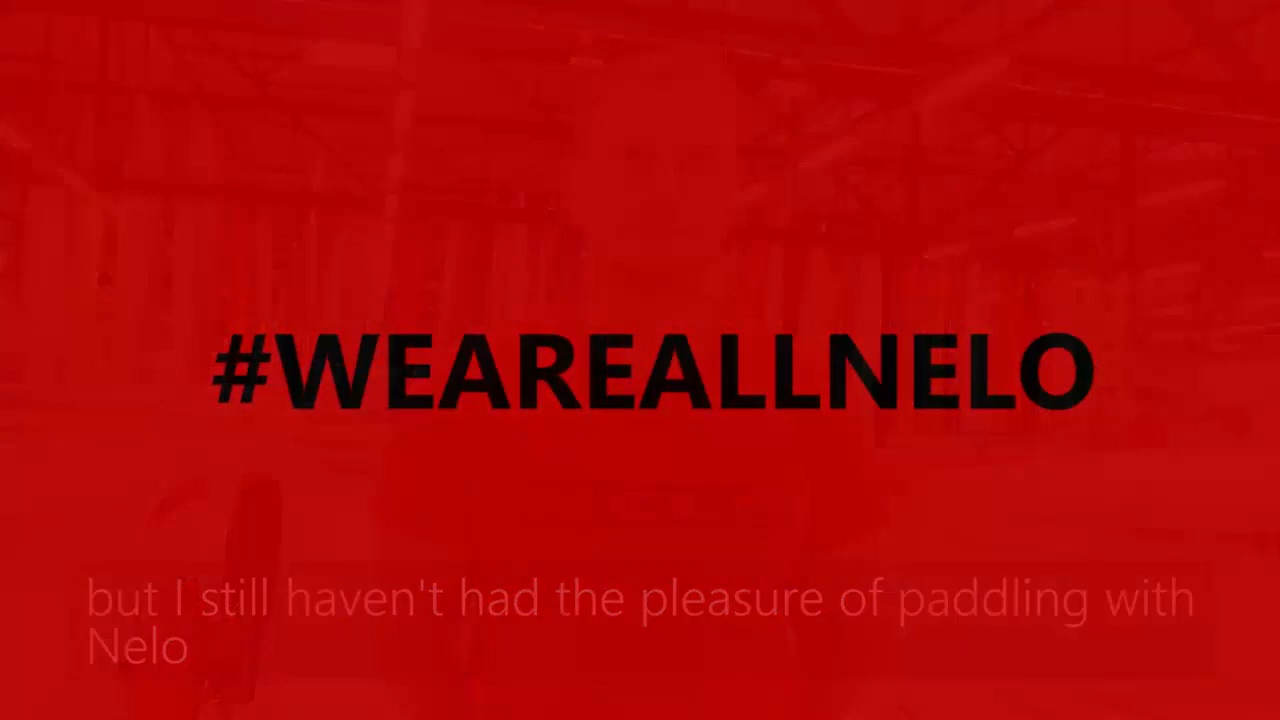 #WEAREALLNELO
but I still haven't had the pleasure of paddling with
Nelo